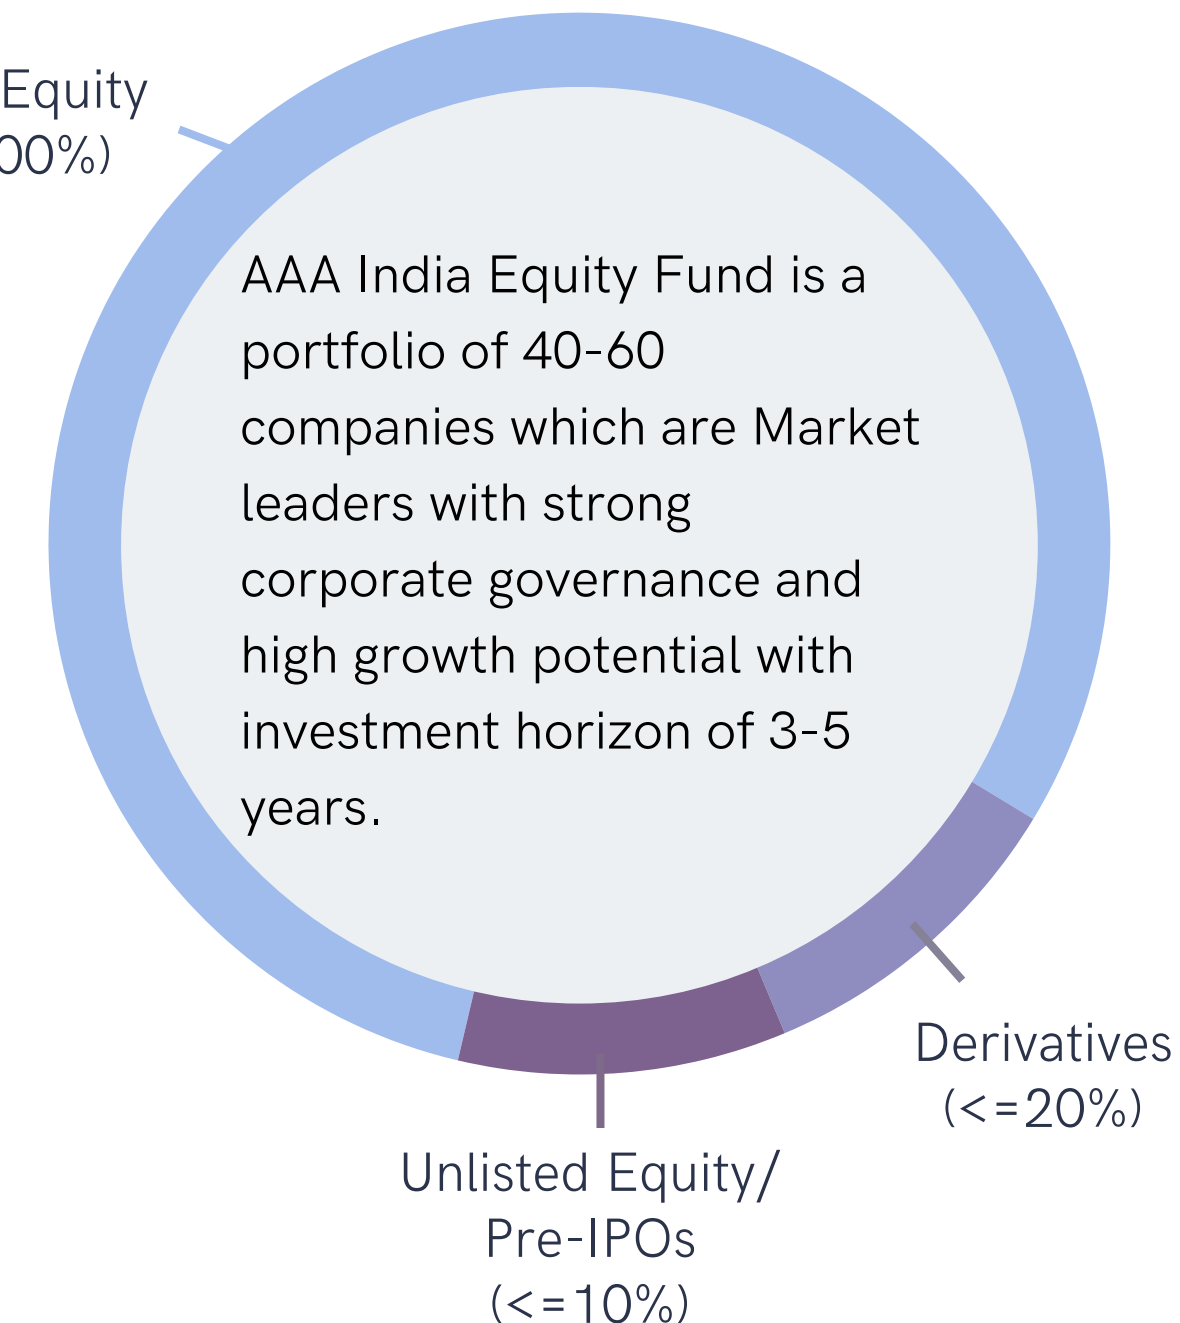 Equity
00%)
AAA India Equity Fund is a
portfolio of 40-60
companies which are Market
leaders with strong
corporate governance and
high growth potential with
investment horizon of 3-5
years.
Derivatives
(<=20%)
Unlisted Equity/
Pre-IPOs
(<=10%)